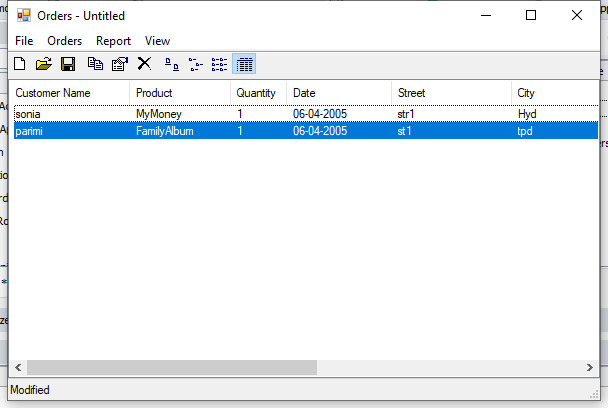 Orders - Untitled
File Orders Report View
Customer Name Product Quantity Date Street City
sonia MyMoney 1 06-04-2005 str1 Hyd
parimi FamilyAlbum 1 06-04-2005 st1 tpd
Modified